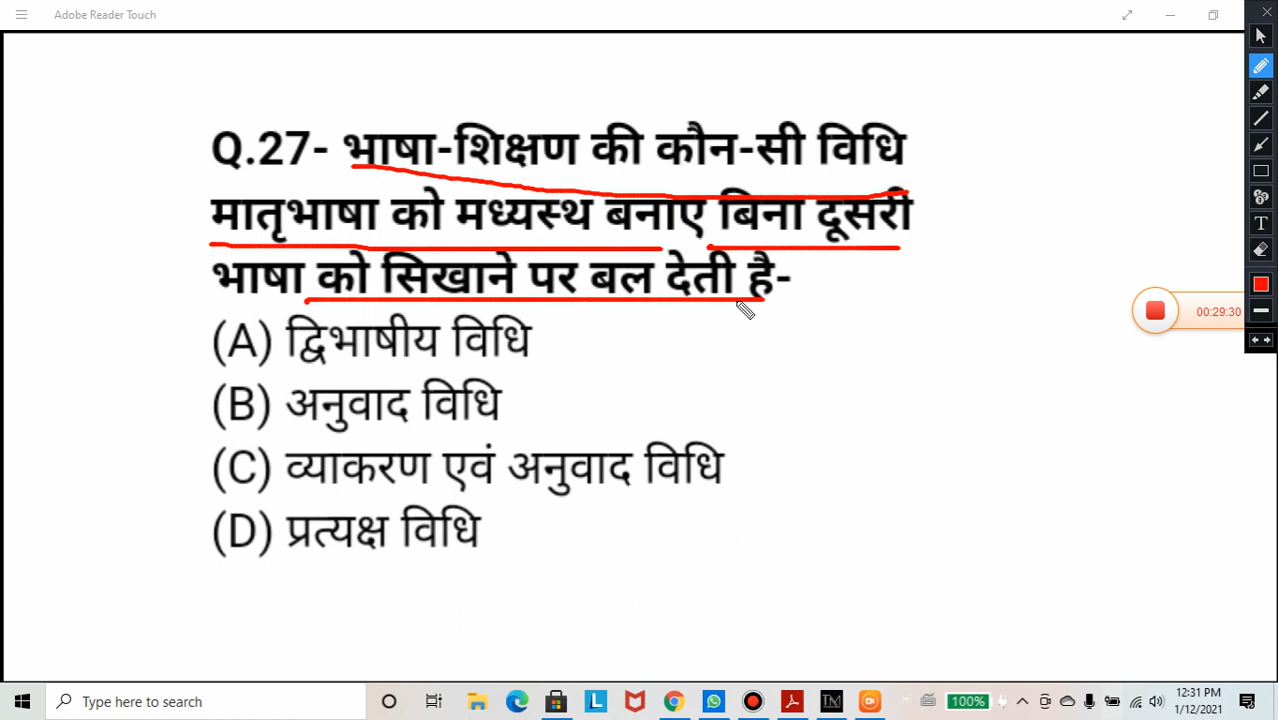 Adobe Reader Touch
Q.27- भाषा-शिक्षण की कौन-सी विधि
मातृभाषा को मध्यस्थ बनाए बिना दूसरी
भाषा को सिखाने पर बल देती है-
(A) द्विभाषीय विधि
(B) अनुवाद विधि
(C) व्याकरण एवं अनुवाद विधि
(D) प्रत्यक्ष विधि
00:29:30
Type here to search
100%
12:31 PM
1/12/2021